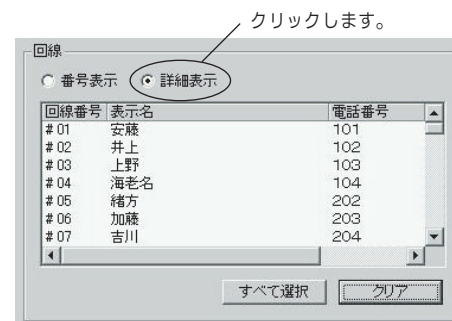 クリックします。
回線
番号表示 詳細表示
回線番号 表示名 電話番号
#01 安藤 101
#02 井上 102
#03 上野 103
#04 海老名 104
#05 緒方 202
#06 加藤 203
#07 吉川 204
すべて選択 クリア